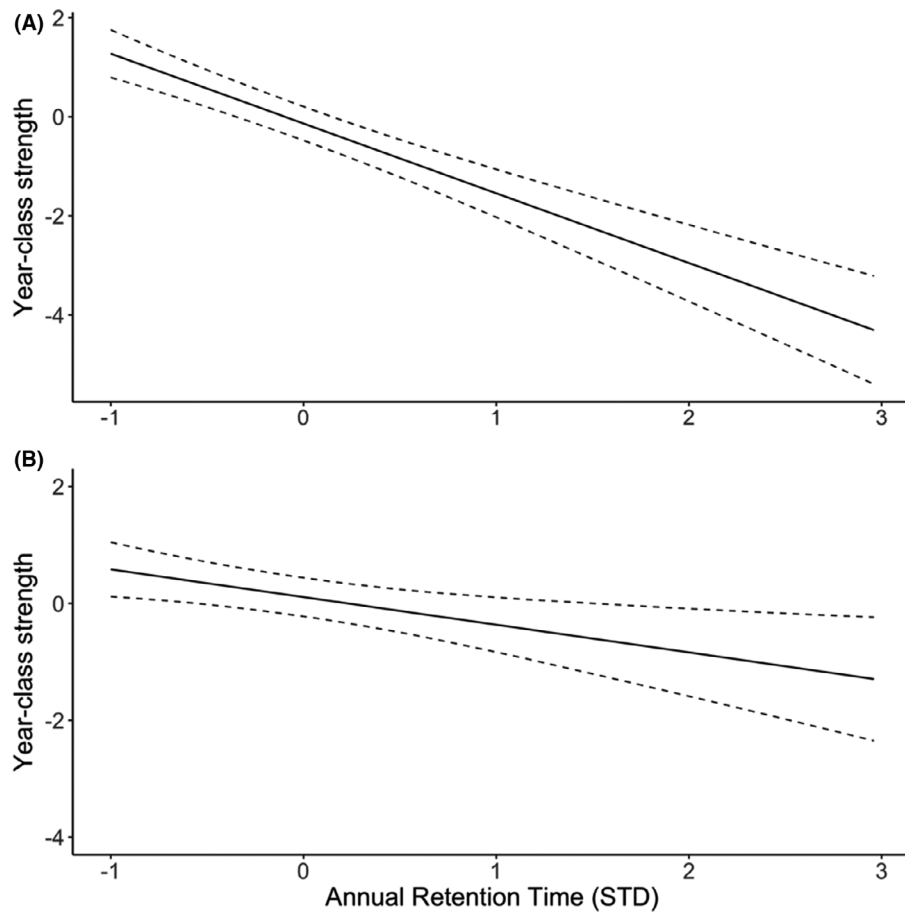 (A)
Year-class strength
2
0
-2
-4
-1 0 1 2 3
(B)
Year-class strength
2
0
-2
-4
-1 0 1 2 3
Annual Retention Time (STD)